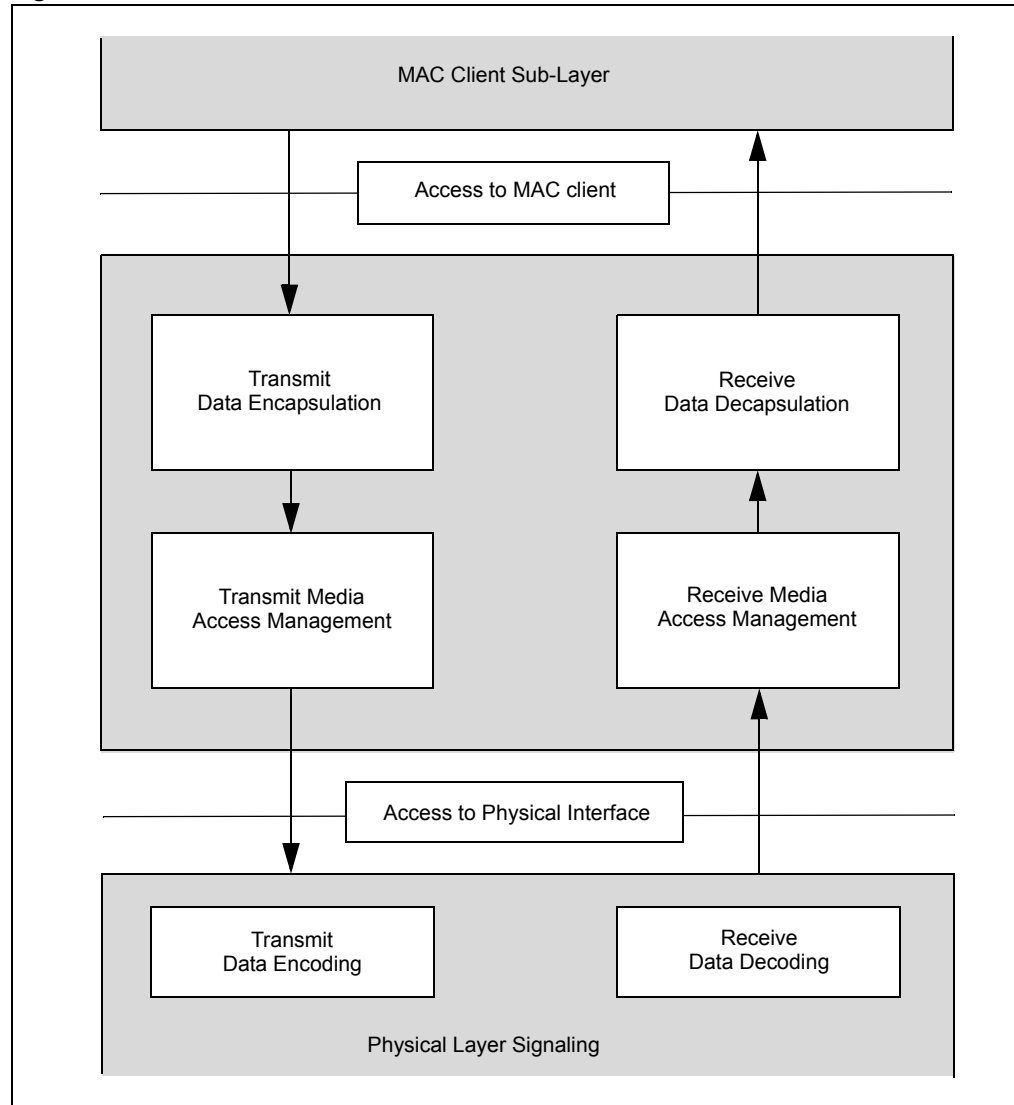 MAC Client Sub-Layer
Access to MAC client
Transmit
Data Encapsulation
Receive
Data Decapsulation
Transmit Media
Access Management
Receive Media
Access Management
Access to Physical Interface
Transmit
Data Encoding
Receive
Data Decoding
Physical Layer Signaling